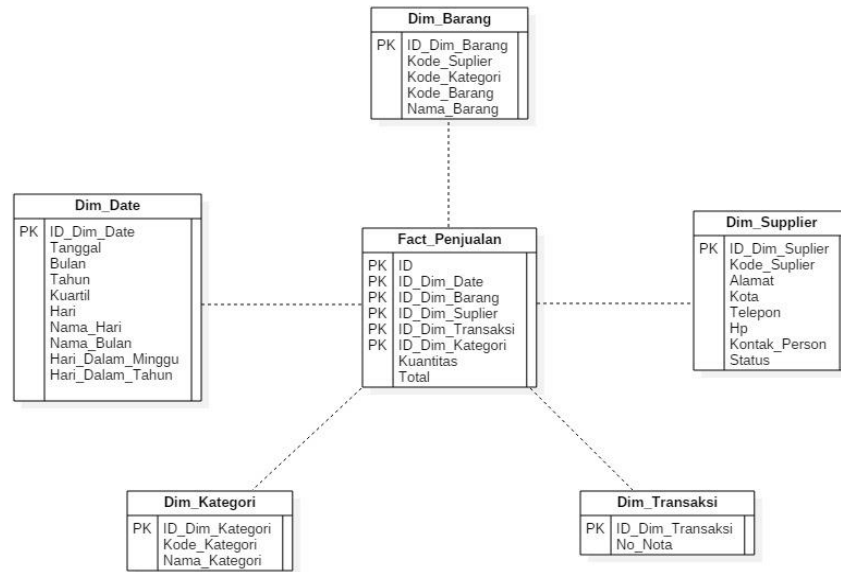 Dim_Barang
PK ID_Dim_Barang
Kode_Suplier
Kode_Kategori
Kode_Barang
Nama_Barang
Dim_Date
PK ID_Dim_Date
Tanggal
Bulan
Tahun
Kuartil
Hari
Nama_Hari
Nama_Bulan
Hari_Dalam_Minggu
Hari_Dalam_Tahun
Fact_Penjualan
PK ID
PK ID_Dim_Date
PK ID_Dim_Barang
PK ID_Dim_Suplier
PK ID_Dim_Transaksi
PK ID_Dim_Kategori
Kuantitas
Total
Dim_Supplier
PK ID_Dim_Suplier
Kode_Suplier
Alamat
Kota
Telepon
Hp
Kontak_Person
Status
Dim_Kategori
PK ID_Dim_Kategori
Kode_Kategori
Nama_Kategori
Dim_Transaksi
PK ID_Dim_Transaksi
No_Nota